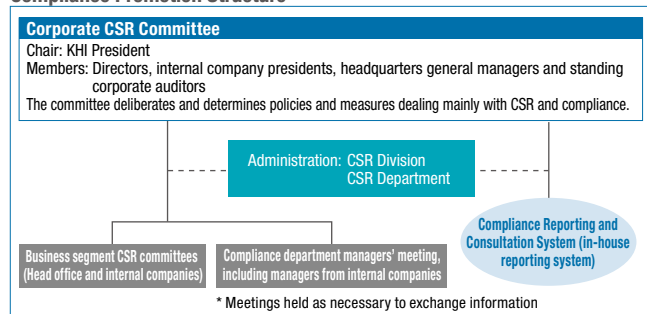 Compliance Promotion Structure
Corporate CSR Committee
Chair: KHI President
Members: Directors, internal company presidents, headquarters general managers and standing
corporate auditors
The committee deliberates and determines policies and measures dealing mainly with CSR and compliance.
Administration: CSR Division
CSR Department
Compliance Reporting and
Consultation System (in-house
reporting system)
Business segment CSR committees
(Head office and internal companies)
Compliance department managers' meeting,
including managers from internal companies
* Meetings held as necessary to exchange information